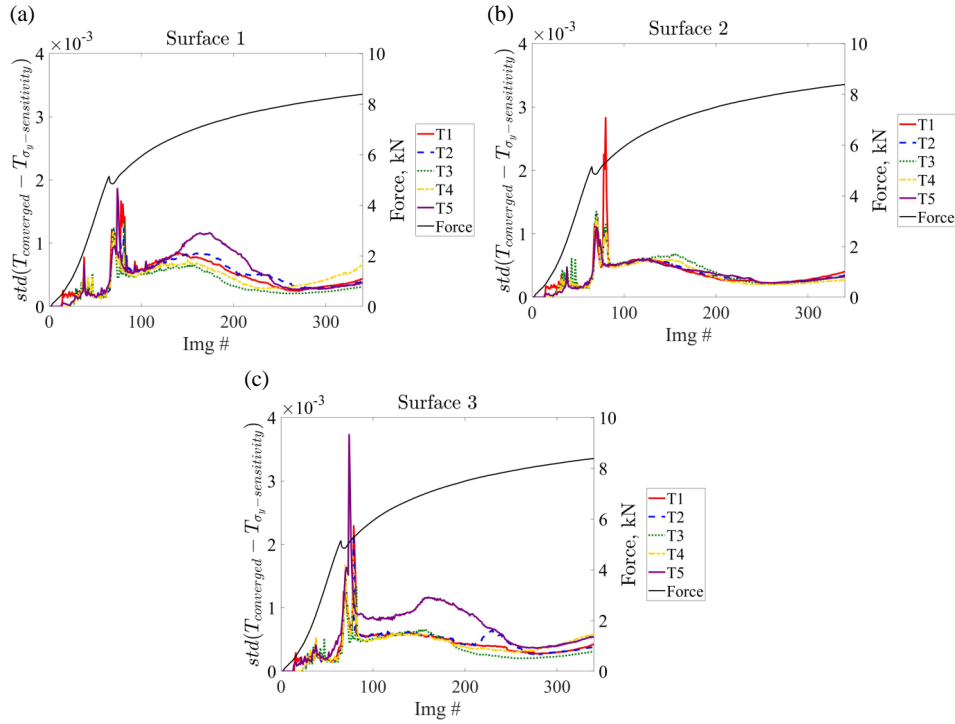 (a)
×10⁻³
Surface 1
std(T_converged − T_σy−sensitivity)
4
3
2
1
0
10
8
6
4
2
0
Force, kN
0 100 200 300
Img #
T1
T2
T3
T4
T5
Force
(b)
×10⁻³
Surface 2
std(T_converged − T_σy−sensitivity)
4
3
2
1
0
10
8
6
4
2
0
Force, kN
0 100 200 300
Img #
T1
T2
T3
T4
T5
Force
(c)
×10⁻³
Surface 3
std(T_converged − T_σy−sensitivity)
4
3
2
1
0
10
8
6
4
2
0
Force, kN
0 100 200 300
Img #
T1
T2
T3
T4
T5
Force